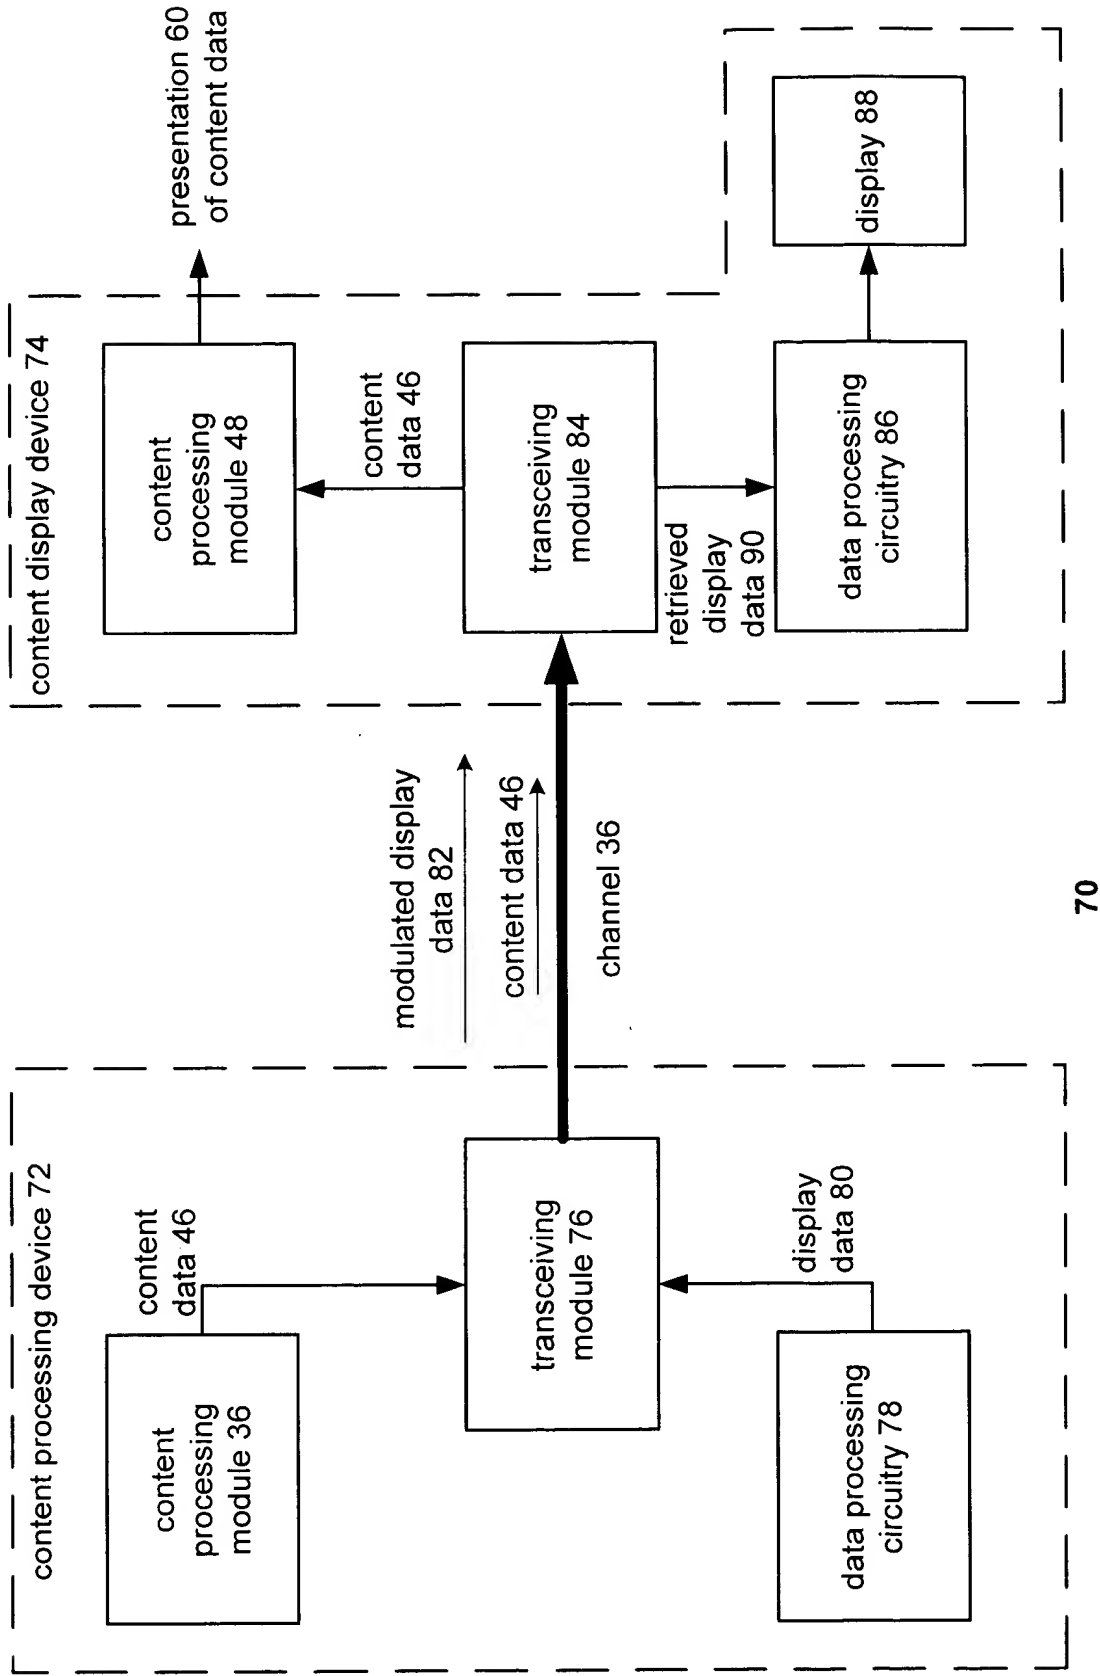 content processing device 72
content
processing
module 36
content
data 46
transceiving
module 76
data processing
circuitry 78
display
data 80
modulated display
data 82
content data 46
channel 36
content display device 74
content
processing
module 48
presentation 60
of content data
content
data 46
transceiving
module 84
retrieved
display
data 90
data processing
circuitry 86
display 88
70